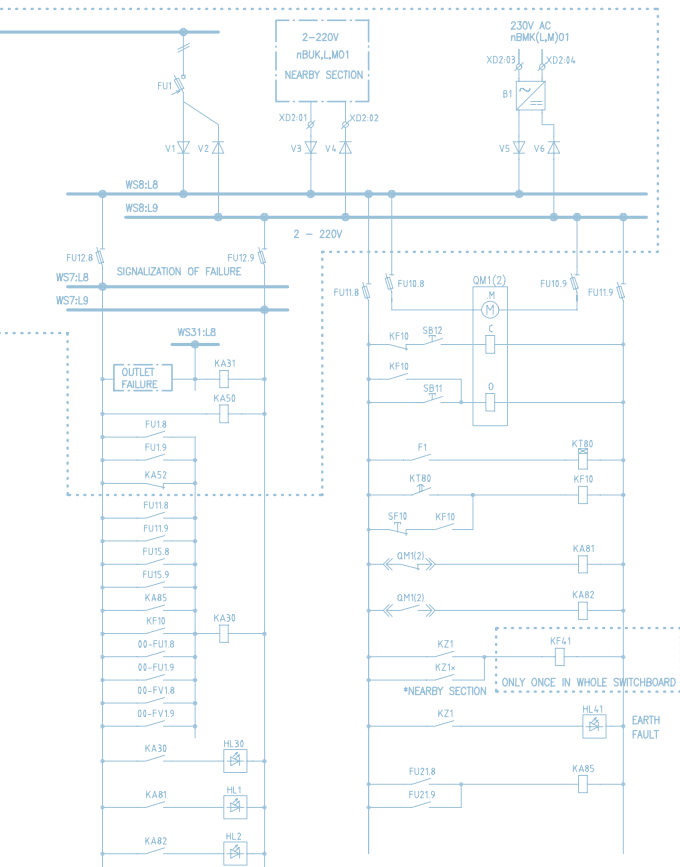 230V AC
nBMK(L,M)01
2-220V
nBUK,L,M01
NEARBY SECTION
XD2:03
XD2:04
FU1
B1
XD2:01
XD2:02
V1
V2
V3
V4
V5
V6
WS8:L8
WS8:L9
2 - 220V
FU12.8
FU12.9
SIGNALIZATION OF FAILURE
WS7:L8
WS7:L9
FU11.8
FU10.8
QM1(2)
FU10.9
FU11.9
.M
M
WS31:L8
KF10
SB12
C
OUTLET
FAILURE
KA31
KF10
SB11
O
KA50
FU1.8
FU1.9
F1
KT80
KA52
KT80
KF10
FU11.8
SF10
KF10
FU11.9
FU15.8
QM1(2)
KA81
FU15.9
KA85
QM1(2)
KA82
KF10
KA30
00-FU1.8
KZ1
KF41
00-FU1.9
KZ1*
ONLY ONCE IN WHOLE SWITCHBOARD
*NEARBY SECTION
00-FV1.8
00-FV1.9
KZ1
HL41
EARTH
FAULT
KA30
HL30
FU21.8
KA85
KA81
HL1
FU21.9
KA82
HL2